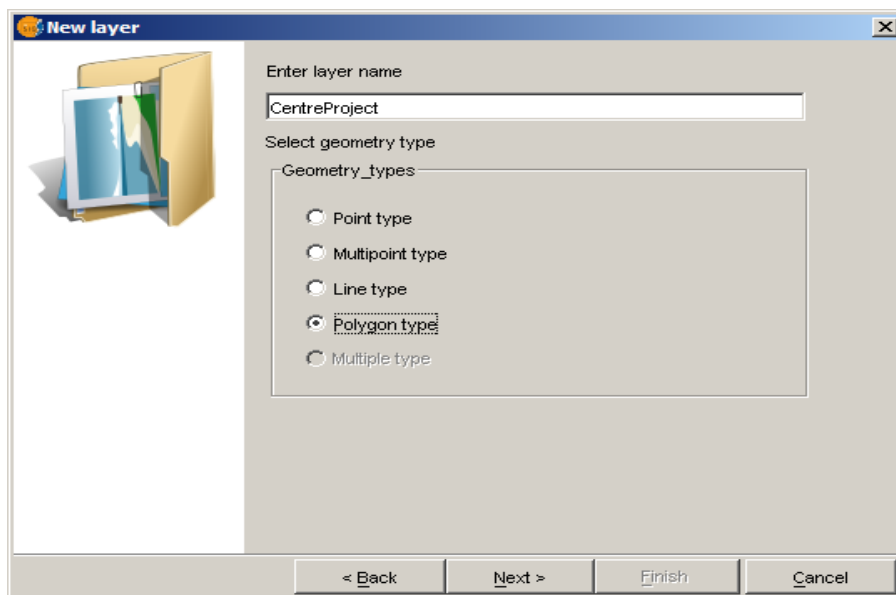 New layer
Enter layer name
CentreProject
Select geometry type
Geometry_types
Point type
Multipoint type
Line type
Polygon type
Multiple type
< Back Next > Finish Cancel